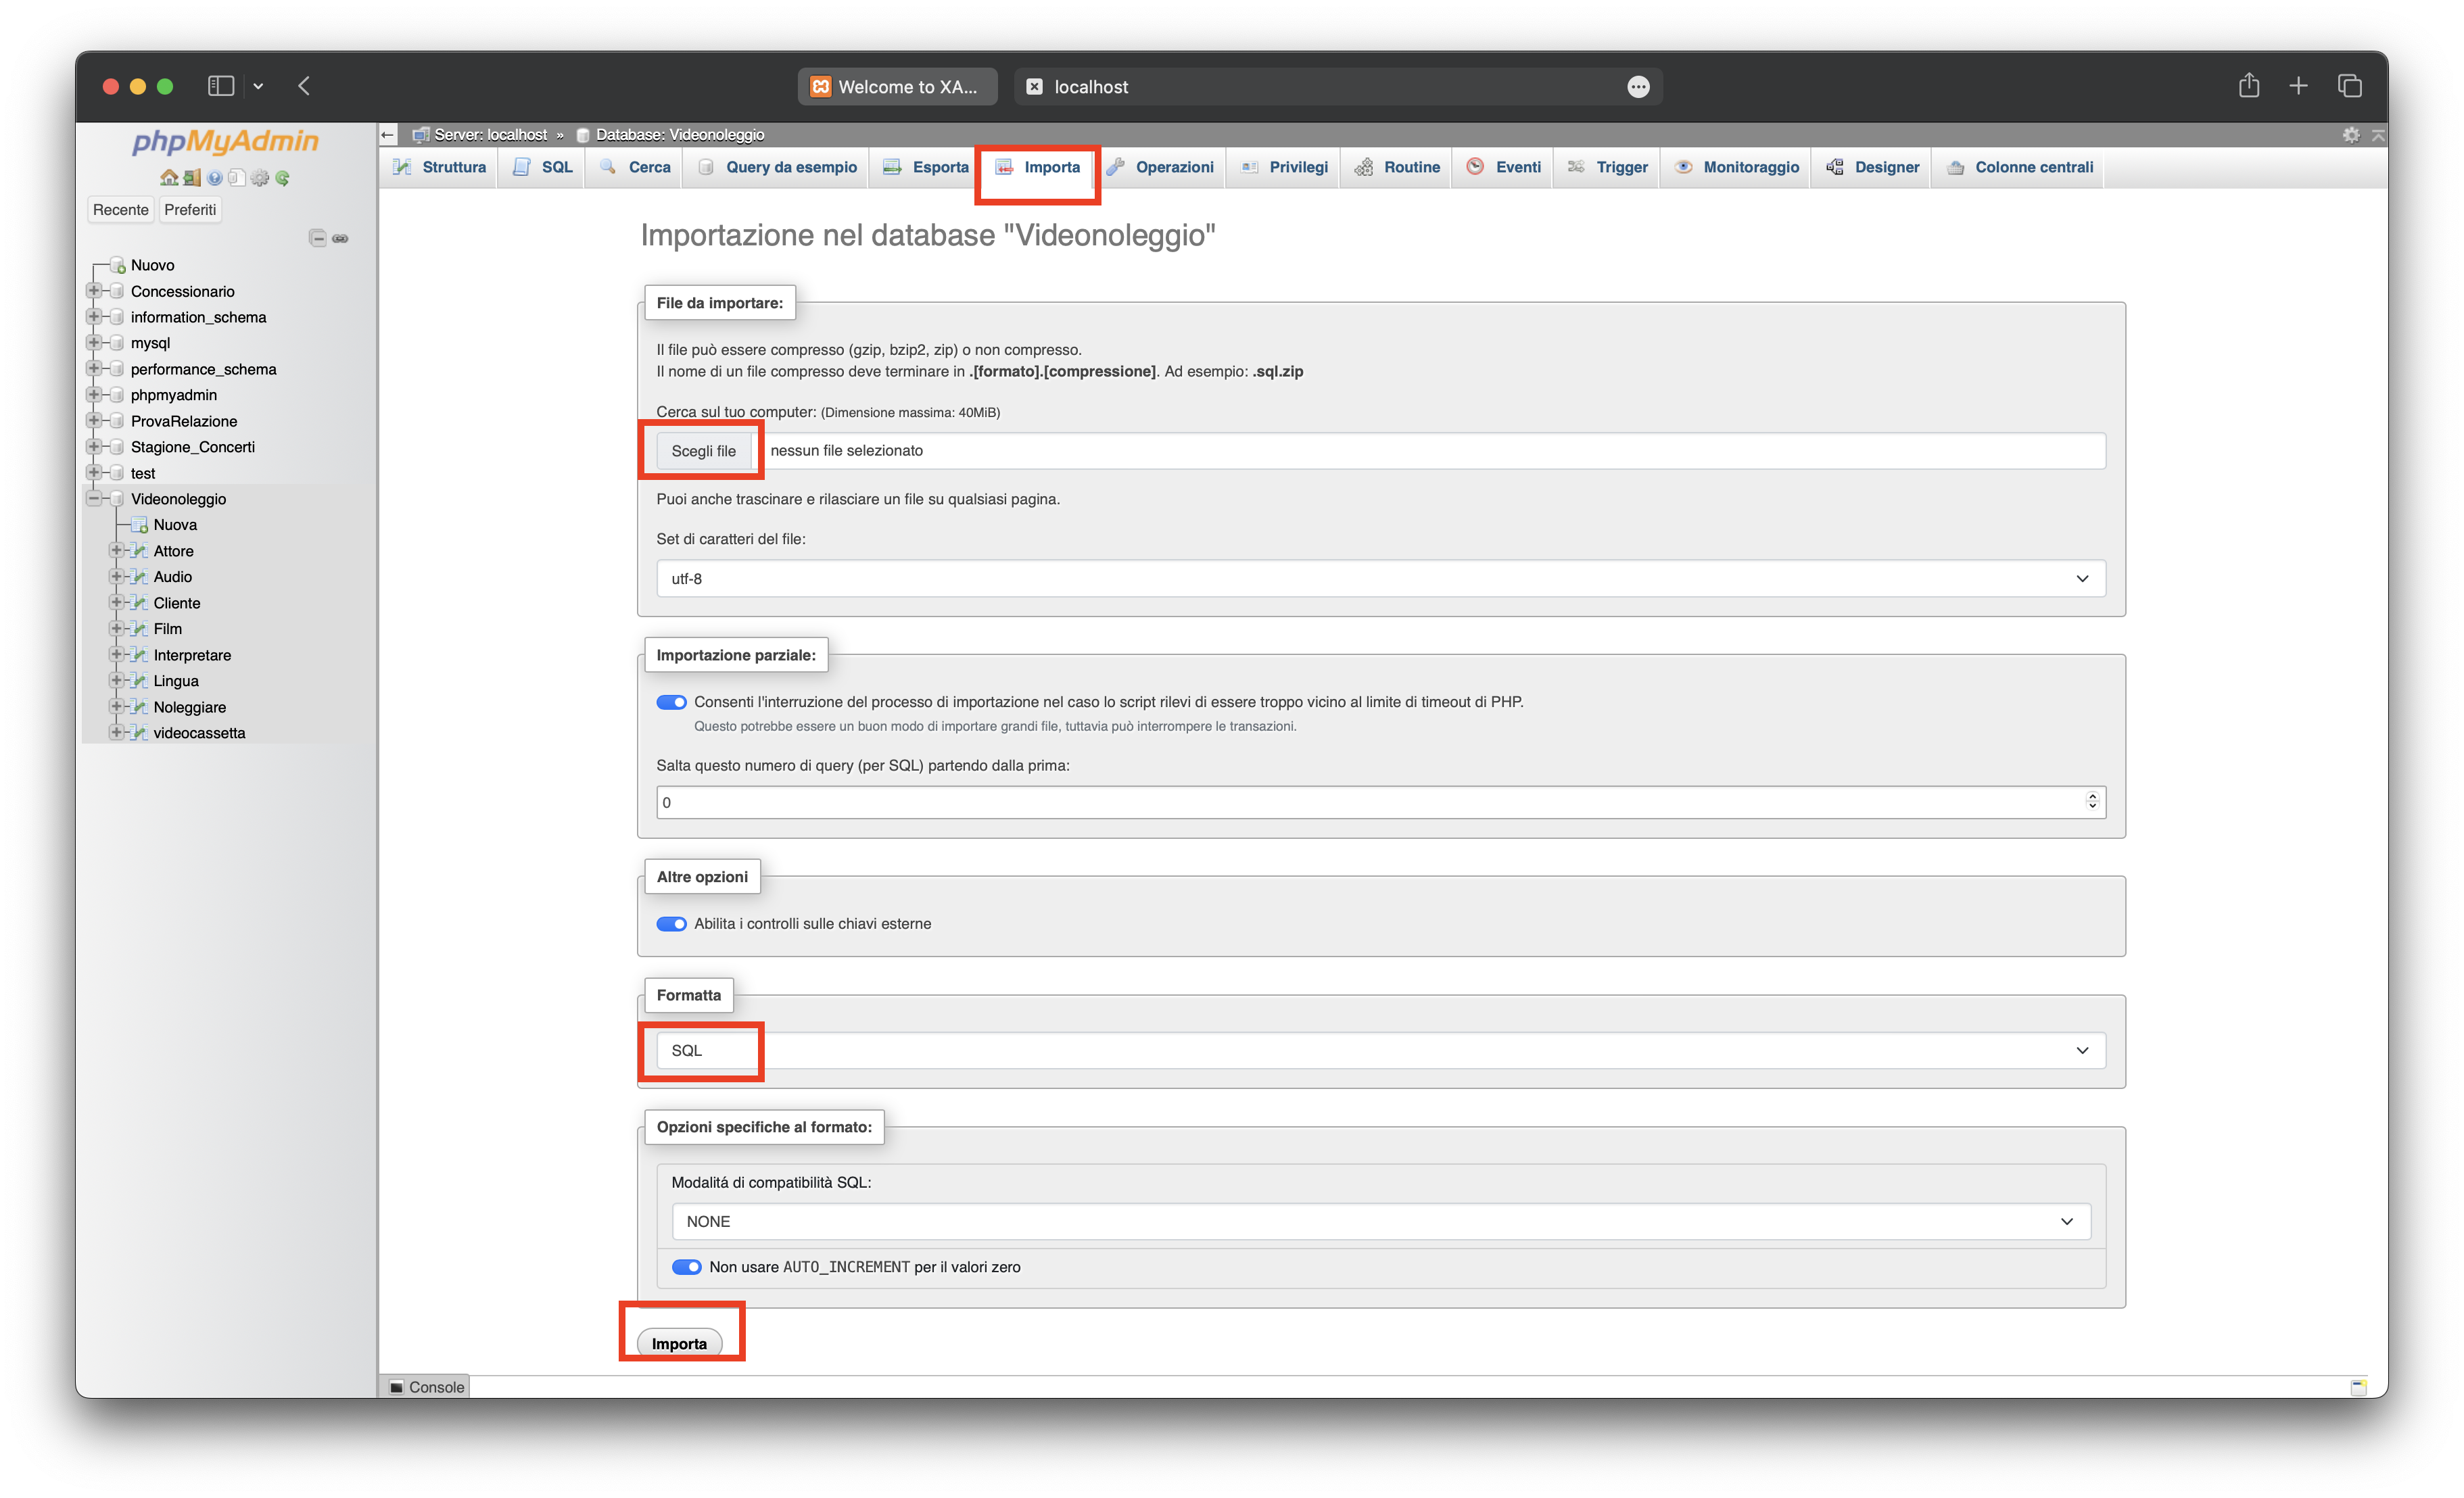 Welcome to XA...
localhost
phpMyAdmin
Server: localhost » Database: Videonoleggio
Struttura SQL Cerca Query da esempio Esporta Importa Operazioni Privilegi Routine Eventi Trigger Monitoraggio Designer Colonne centrali
Recente Preferiti
Nuovo
Concessionario
information_schema
mysql
performance_schema
phpmyadmin
ProvaRelazione
Stagione_Concerti
test
Videonoleggio
Nuova
Attore
Audio
Cliente
Film
Interpretare
Lingua
Noleggiare
videocassetta
Importazione nel database "Videonoleggio"
File da importare:
Il file può essere compresso (gzip, bzip2, zip) o non compresso.
Il nome di un file compresso deve terminare in .[formato].[compressione]. Ad esempio: .sql.zip
Cerca sul tuo computer: (Dimensione massima: 40MiB)
Scegli file nessun file selezionato
Puoi anche trascinare e rilasciare un file su qualsiasi pagina.
Set di caratteri del file:
utf-8
Importazione parziale:
Consenti l'interruzione del processo di importazione nel caso lo script rilevi di essere troppo vicino al limite di timeout di PHP.
Questo potrebbe essere un buon modo di importare grandi file, tuttavia può interrompere le transazioni.
Salta questo numero di query (per SQL) partendo dalla prima:
0
Altre opzioni
Abilita i controlli sulle chiavi esterne
Formatta
SQL
Opzioni specifiche al formato:
Modalitá di compatibilità SQL:
NONE
Non usare AUTO_INCREMENT per il valori zero
Importa
Console